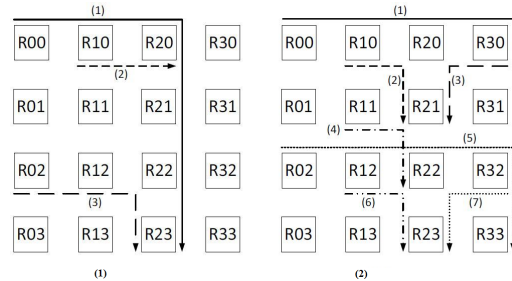 (1)
R00 R10 R20 R30
(2)
R01 R11 R21 R31
R02 R12 R22 R32
(3)
R03 R13 R23 R33
(1)
(1)
R00 R10 R20 R30
(2) (3)
R01 R11 R21 R31
(4)
(5)
R02 R12 R22 R32
(6) (7)
R03 R13 R23 R33
(2)